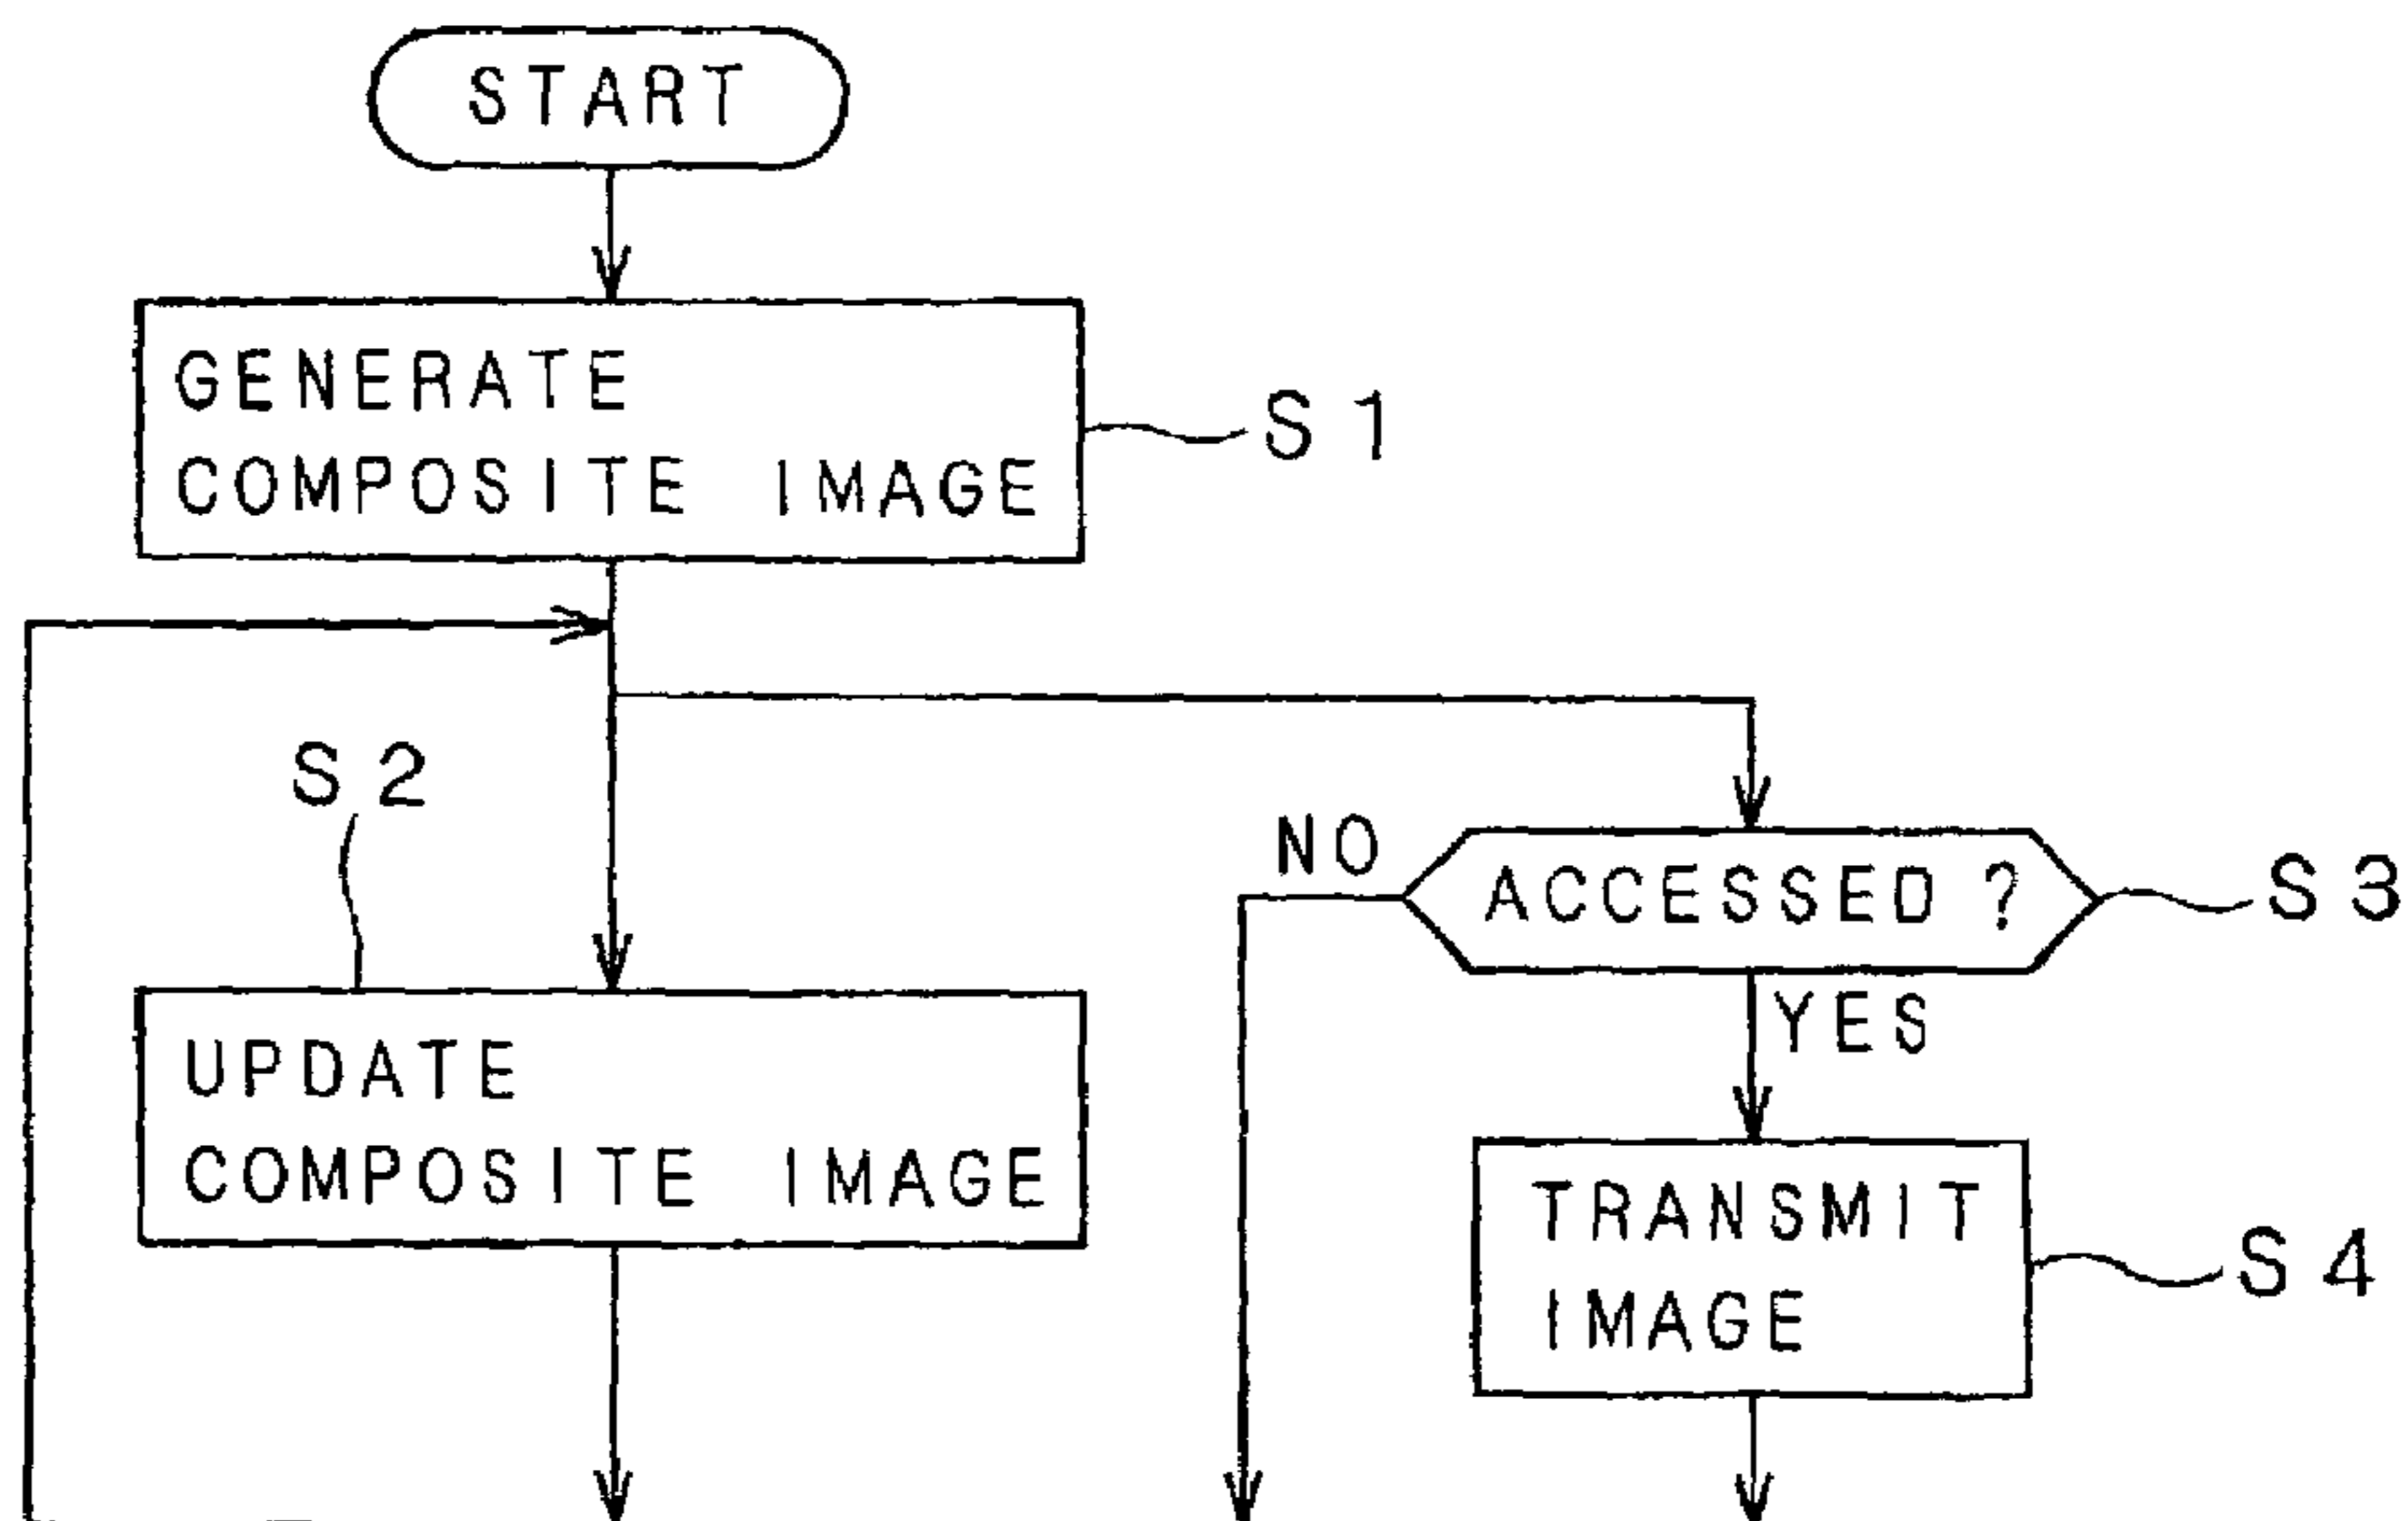 START
GENERATE
COMPOSITE IMAGE
S1
S2
NO
ACCESSED ?
S3
YES
UPDATE
COMPOSITE IMAGE
TRANSMIT
IMAGE
S4